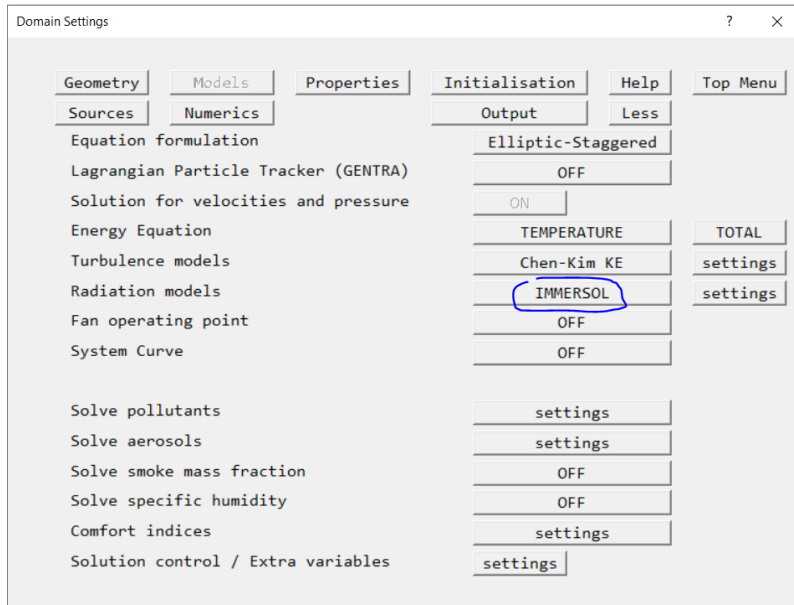 Domain Settings ? ×
Geometry Models Properties Initialisation Help Top Menu
Sources Numerics Output Less
Equation formulation Elliptic-Staggered
Lagrangian Particle Tracker (GENTRA) OFF
Solution for velocities and pressure ON
Energy Equation TEMPERATURE TOTAL
Turbulence models Chen-Kim KE settings
Radiation models IMMERSOL settings
Fan operating point OFF
System Curve OFF
Solve pollutants settings
Solve aerosols settings
Solve smoke mass fraction OFF
Solve specific humidity OFF
Comfort indices settings
Solution control / Extra variables settings